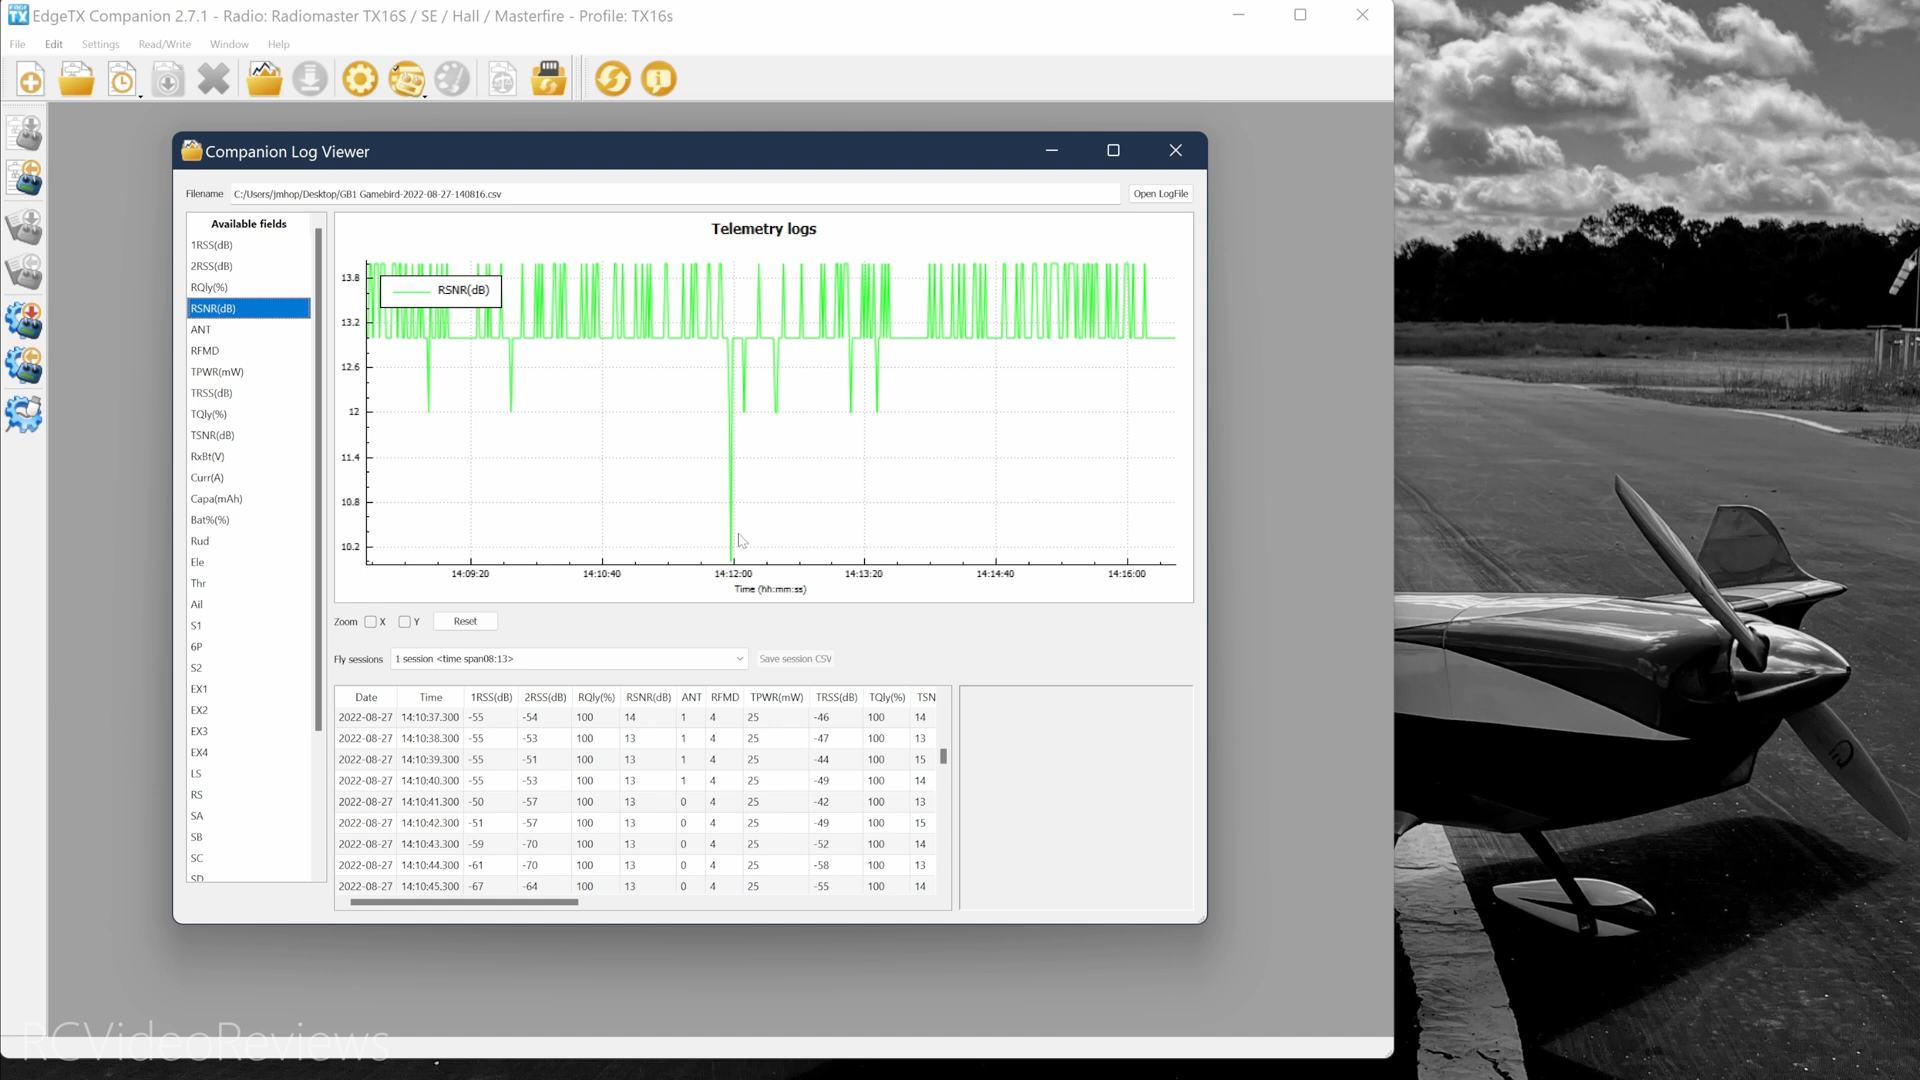 EdgeTX Companion 2.7.1 - Radio: Radiomaster TX16S / SE / Hall / Masterfire - Profile: TX16s
File Edit Settings Read/Write Window Help
Companion Log Viewer
Filename C:/Users/jmhop/Desktop/GB1 Gamebird-2022-08-27-140816.csv Open LogFile
Available fields
1RSS(dB)
2RSS(dB)
RQly(%)
RSNR(dB)
ANT
RFMD
TPWR(mW)
TRSS(dB)
TQly(%)
TSNR(dB)
RxBt(V)
Curr(A)
Capa(mAh)
Bat%(%)
Rud
Ele
Thr
Ail
S1
6P
S2
EX1
EX2
EX3
EX4
LS
RS
SA
SB
SC
SD
Telemetry logs
RSNR(dB)
13.8
13.2
12.6
12
11.4
10.8
10.2
14:09:20 14:10:40 14:12:00 14:13:20 14:14:40 14:16:00
Time (hh:mm:ss)
Zoom X Y Reset
Fly sessions 1 session <time span08:13> Save session CSV
Date Time 1RSS(dB) 2RSS(dB) RQly(%) RSNR(dB) ANT RFMD TPWR(mW) TRSS(dB) TQly(%) TSN
2022-08-27 14:10:37.300 -55 -54 100 14 1 4 25 -46 100 14
2022-08-27 14:10:38.300 -55 -53 100 13 1 4 25 -47 100 13
2022-08-27 14:10:39.300 -55 -51 100 13 1 4 25 -44 100 15
2022-08-27 14:10:40.300 -55 -53 100 13 1 4 25 -49 100 14
2022-08-27 14:10:41.300 -50 -57 100 13 0 4 25 -42 100 13
2022-08-27 14:10:42.300 -51 -57 100 13 0 4 25 -49 100 15
2022-08-27 14:10:43.300 -59 -70 100 13 0 4 25 -52 100 14
2022-08-27 14:10:44.300 -61 -70 100 13 0 4 25 -58 100 13
2022-08-27 14:10:45.300 -67 -64 100 13 0 4 25 -55 100 14
RCVideoReviews